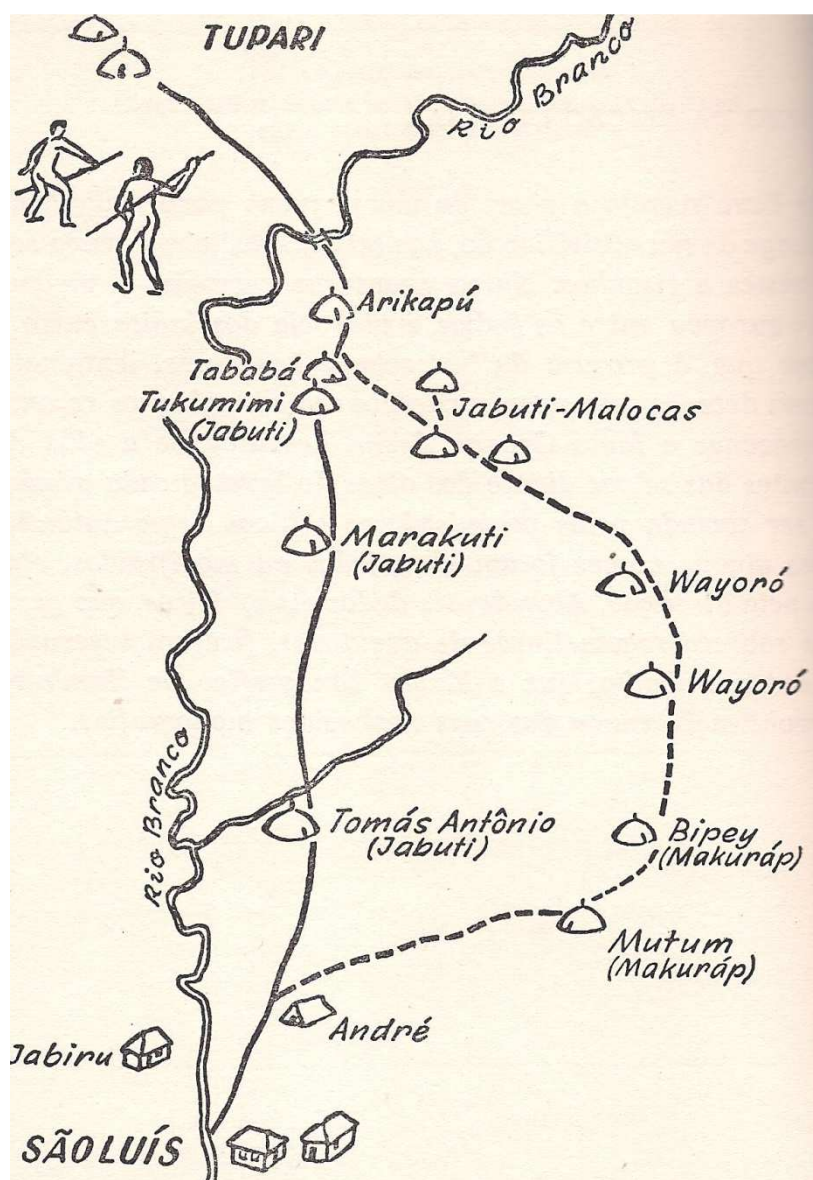 TUPARI
Rio Branco
Arikapú
Tababá
Tukumimi
(Jabuti)
Jabuti-Malocas
Marakuti
(Jabuti)
Wayoró
Wayoró
Rio Branco
Tomás Antônio
(Jabuti)
Bipey
(Makuráp)
Mutum
(Makuráp)
André
Jabiru
SÃO LUÍS